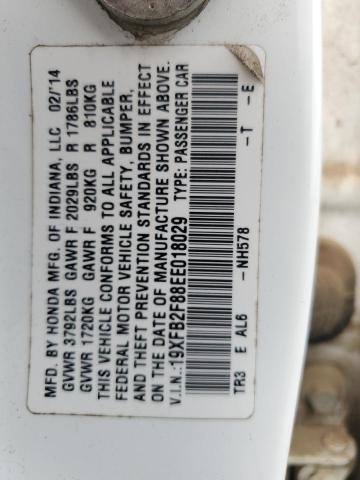 MFD. BY HONDA MFG. OF INDIANA, LLC 02/'14
GVWR 3792LBS GAWR F 2029LBS R 1786LBS
GVWR 1720KG GAWR F 920KG R 810KG
THIS VEHICLE CONFORMS TO ALL APPLICABLE
FEDERAL MOTOR VEHICLE SAFETY, BUMPER,
AND THEFT PREVENTION STANDARDS IN EFFECT
ON THE DATE OF MANUFACTURE SHOWN ABOVE.
V.I.N.: 19XFB2F88EE018029 TYPE: PASSENGER CAR
TR3 E AL6 -NH578 -T -E